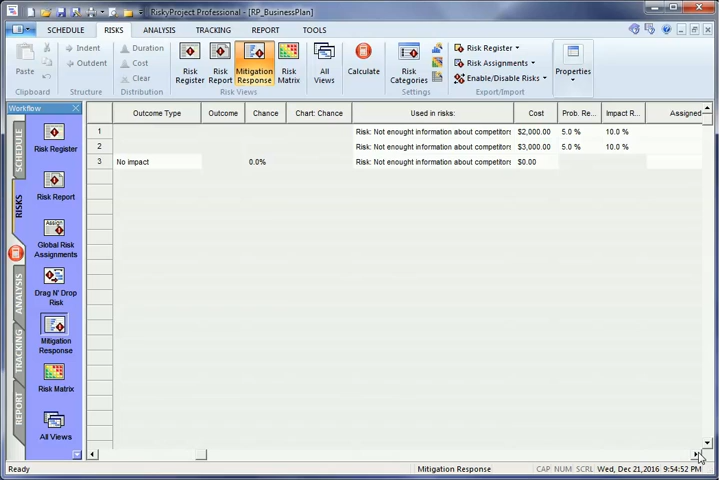 RiskyProject Professional - [RP_BusinessPlan]
SCHEDULE RISKS ANALYSIS TRACKING REPORT TOOLS
Paste
Clipboard
Indent
Outdent
Structure
Duration
Cost
Clear
Distribution
Risk Register
Risk Report
Mitigation Response
Risk Matrix
All Views
Risk Views
Calculate
Risk Categories
Settings
Risk Register
Risk Assignments
Enable/Disable Risks
Export/Import
Properties
Workflow
SCHEDULE
RISKS
ANALYSIS
TRACKING
REPORT
Risk Register
Risk Report
Assign
Global Risk
Assignments
Drag N' Drop
Risk
Mitigation
Response
Risk Matrix
All Views
Outcome Type Outcome Chance Chart: Chance Used in risks: Cost Prob. Re... Impact R... Assigned
1 Risk: Not enought information about competitors $2,000.00 5.0 % 10.0 %
2 Risk: Not enought information about competitors $3,000.00 5.0 % 10.0 %
3 No impact 0.0% Risk: Not enought information about competitors $0.00
Ready Mitigation Response CAP NUM SCRL Wed, Dec 21,2016 9:54:52 PM